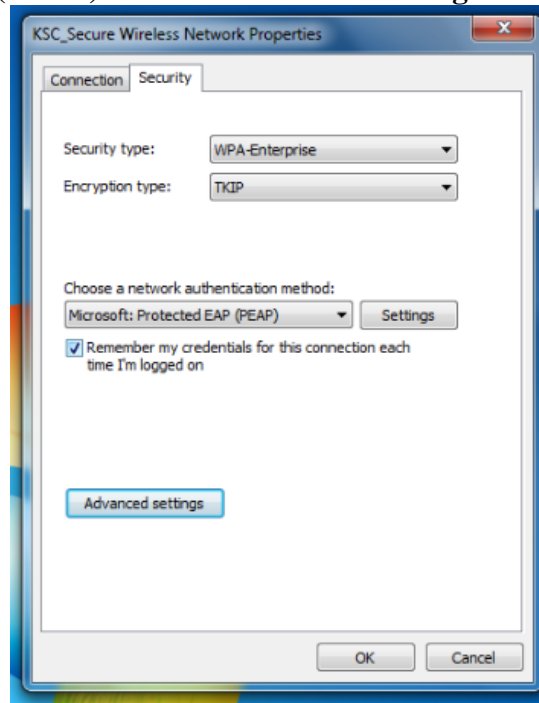 KSC_Secure Wireless Network Properties
Connection Security
Security type: WPA-Enterprise
Encryption type: TKIP
Choose a network authentication method:
Microsoft: Protected EAP (PEAP) Settings
Remember my credentials for this connection each
time I'm logged on
Advanced settings
OK Cancel